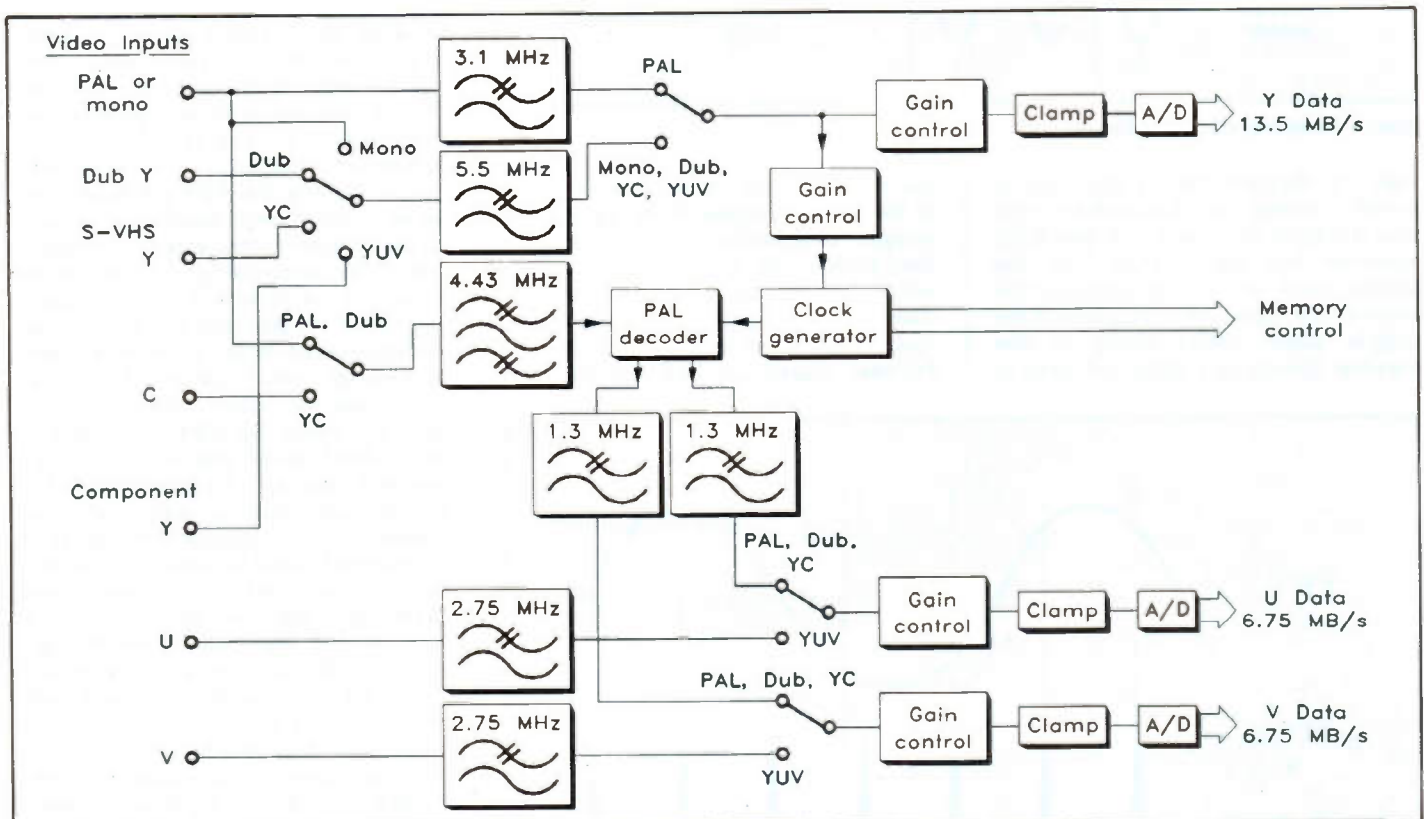 Video Inputs
PAL or
mono
3.1 MHz
PAL
Gain
control
Clamp
A/D
Y Data
13.5 MB/s
Mono
Dub Y
Dub
5.5 MHz
Mono, Dub,
YC, YUV
Gain
control
YC
S-VHS
Y
YUV
4.43 MHz
PAL
decoder
Clock
generator
Memory
control
PAL. Dub
C
YC
1.3 MHz
1.3 MHz
Component
Y
PAL, Dub.
YC
Gain
control
Clamp
A/D
U Data
6.75 MB/s
U
2.75 MHz
YUV
PAL, Dub, YC
Gain
control
Clamp
A/D
V Data
6.75 MB/s
V
2.75 MHz
YUV